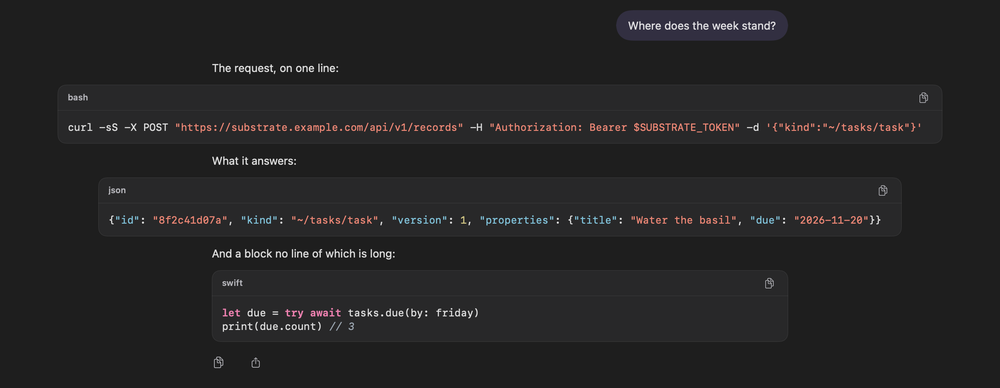 Where does the week stand?
The request, on one line:
bash
curl -sS -X POST "https://substrate.example.com/api/v1/records" -H "Authorization: Bearer $SUBSTRATE_TOKEN" -d '{"kind":"~/tasks/task"}'
What it answers:
json
{"id": "8f2c41d07a", "kind": "~/tasks/task", "version": 1, "properties": {"title": "Water the basil", "due": "2026-11-20"}}
And a block no line of which is long:
swift
let due = try await tasks.due(by: friday)
print(due.count) // 3